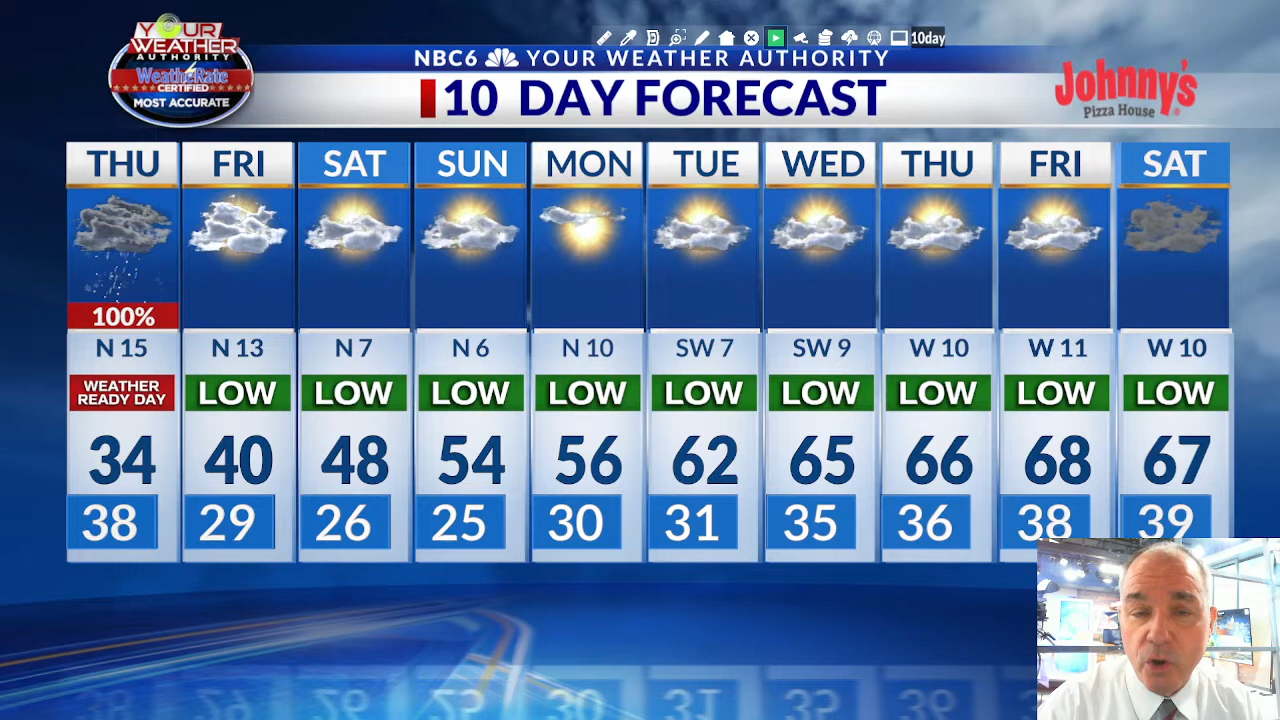 10day
YOUR
WEATHER
AUTHORITY
WeatheRate
CERTIFIED
MOST ACCURATE
NBC6 YOUR WEATHER AUTHORITY
10 DAY FORECAST
Johnny's
Pizza House
THU FRI SAT SUN MON TUE WED THU FRI SAT
100%
N 15 N 13 N 7 N 6 N 10 SW 7 SW 9 W 10 W 11 W 10
WEATHER
READY DAY LOW LOW LOW LOW LOW LOW LOW LOW LOW
34 40 48 54 56 62 65 66 68 67
38 29 26 25 30 31 35 36 38 39